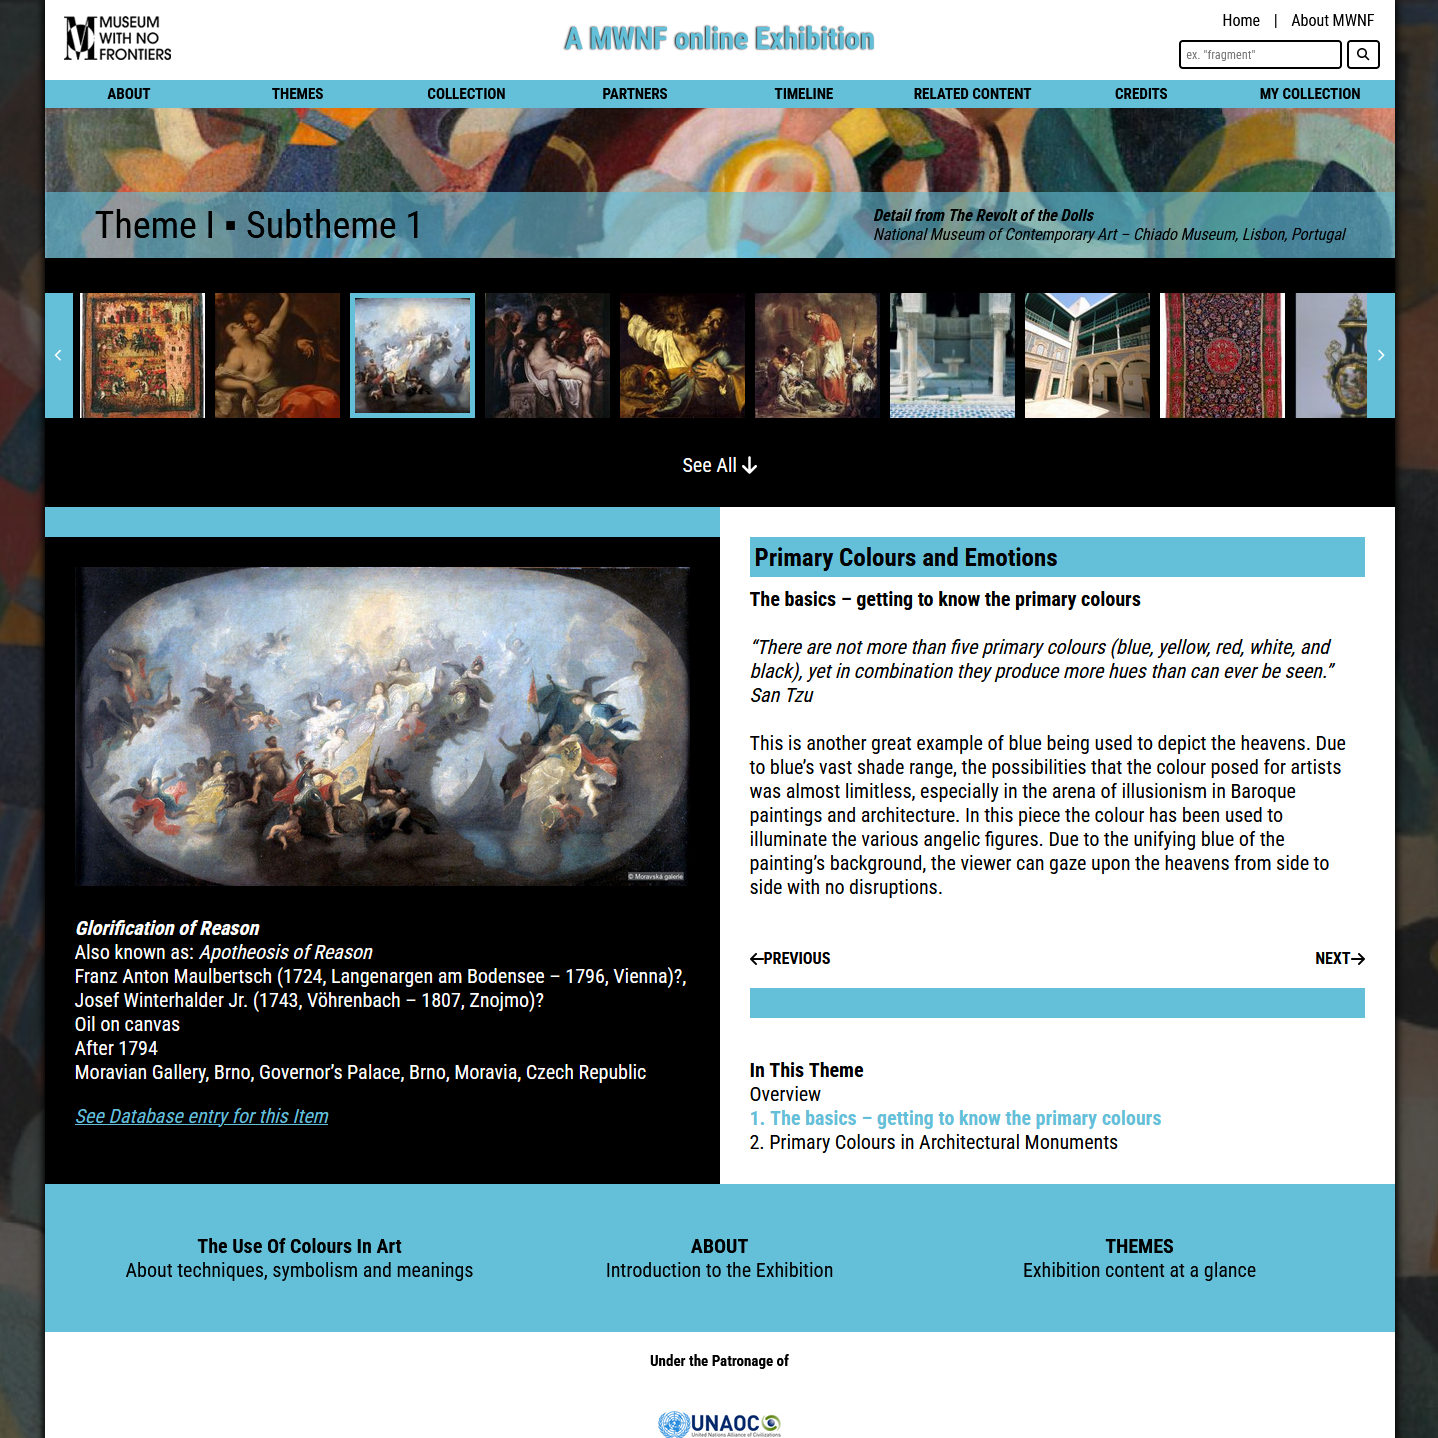 MUSEUM
WITH NO
FRONTIERS
A MWNF online Exhibition
Home | About MWNF
ex. "fragment"
ABOUT THEMES COLLECTION PARTNERS TIMELINE RELATED CONTENT CREDITS MY COLLECTION
Theme I ▪ Subtheme 1
Detail from The Revolt of the Dolls
National Museum of Contemporary Art – Chiado Museum, Lisbon, Portugal
See All
© Moravská galerie
Glorification of Reason
Also known as: Apotheosis of Reason
Franz Anton Maulbertsch (1724, Langenargen am Bodensee – 1796, Vienna)?,
Josef Winterhalder Jr. (1743, Vöhrenbach – 1807, Znojmo)?
Oil on canvas
After 1794
Moravian Gallery, Brno, Governor’s Palace, Brno, Moravia, Czech Republic
See Database entry for this Item
Primary Colours and Emotions
The basics – getting to know the primary colours
“There are not more than five primary colours (blue, yellow, red, white, and
black), yet in combination they produce more hues than can ever be seen.”
San Tzu
This is another great example of blue being used to depict the heavens. Due
to blue’s vast shade range, the possibilities that the colour posed for artists
was almost limitless, especially in the arena of illusionism in Baroque
paintings and architecture. In this piece the colour has been used to
illuminate the various angelic figures. Due to the unifying blue of the
painting’s background, the viewer can gaze upon the heavens from side to
side with no disruptions.
PREVIOUS NEXT
In This Theme
Overview
1. The basics – getting to know the primary colours
2. Primary Colours in Architectural Monuments
The Use Of Colours In Art
About techniques, symbolism and meanings
ABOUT
Introduction to the Exhibition
THEMES
Exhibition content at a glance
Under the Patronage of
UNAOC
United Nations Alliance of Civilizations